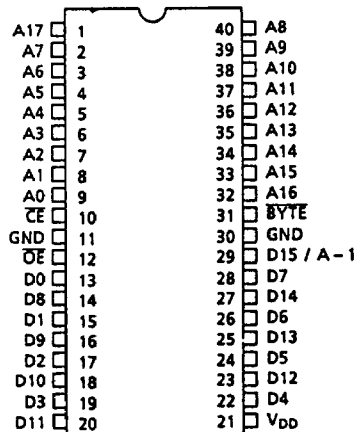 A17 1 40 A8
A7 2 39 A9
A6 3 38 A10
A5 4 37 A11
A4 5 36 A12
A3 6 35 A13
A2 7 34 A14
A1 8 33 A15
A0 9 32 A16
C̅E̅ 10 31 B̅Y̅T̅E̅
GND 11 30 GND
O̅E̅ 12 29 D15 / A-1
D0 13 28 D7
D8 14 27 D14
D1 15 26 D6
D9 16 25 D13
D2 17 24 D5
D10 18 23 D12
D3 19 22 D4
D11 20 21 VDD